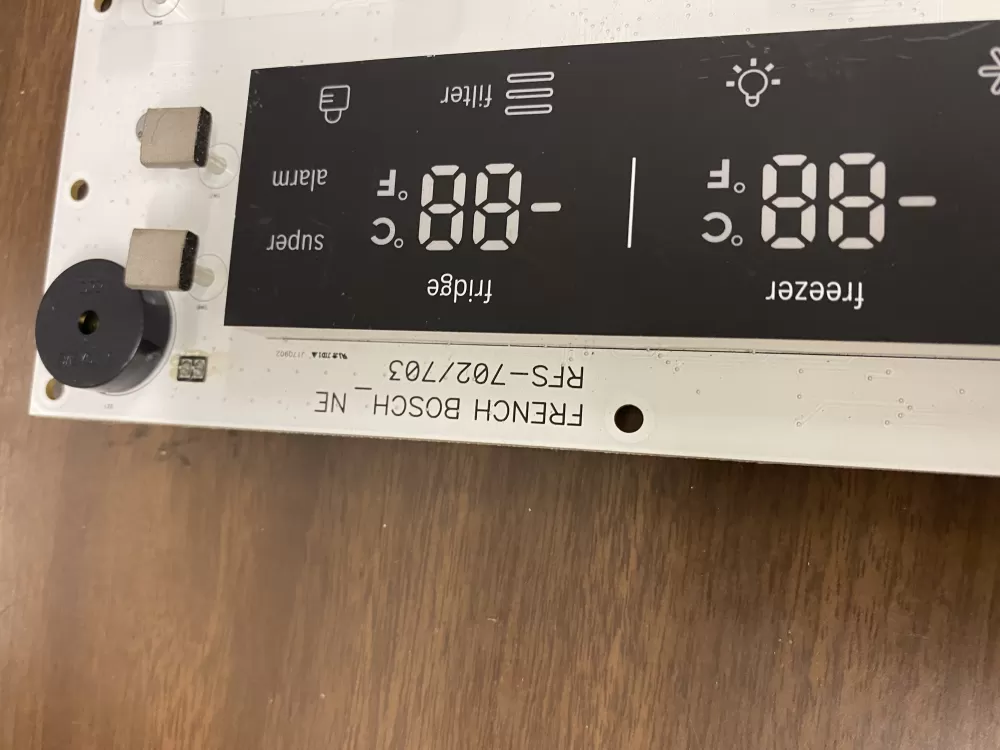 FRENCH BOSCH_NE
RFS-702/703
freezer
fridge
-88 °C °F
-88 °C °F
super
alarm
filter